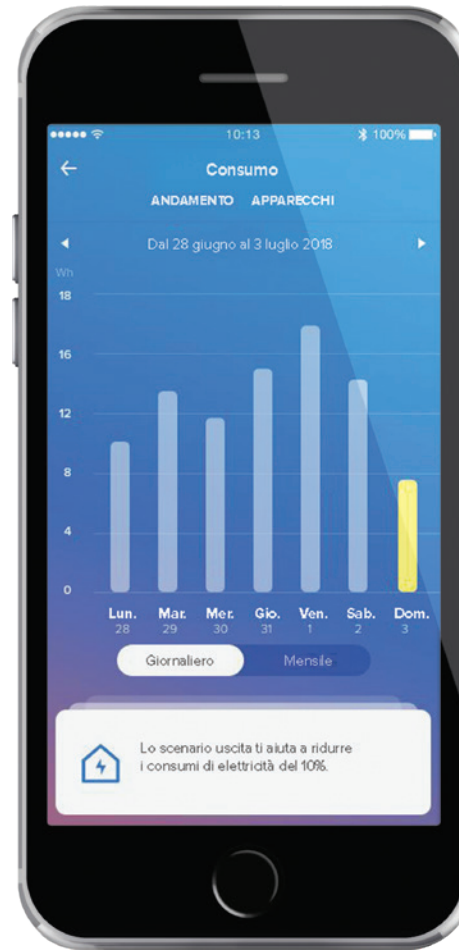 10:13
100%
Consumo
ANDAMENTO APPARECCHI
Dal 28 giugno al 3 luglio 2018
Wh
18
16
12
8
4
0
Lun. Mar. Mer. Gio. Ven. Sab. Dom.
28 29 30 31 1 2 3
Giornaliero Mensile
Lo scenario uscita ti aiuta a ridurre
i consumi di elettricità del 10%.